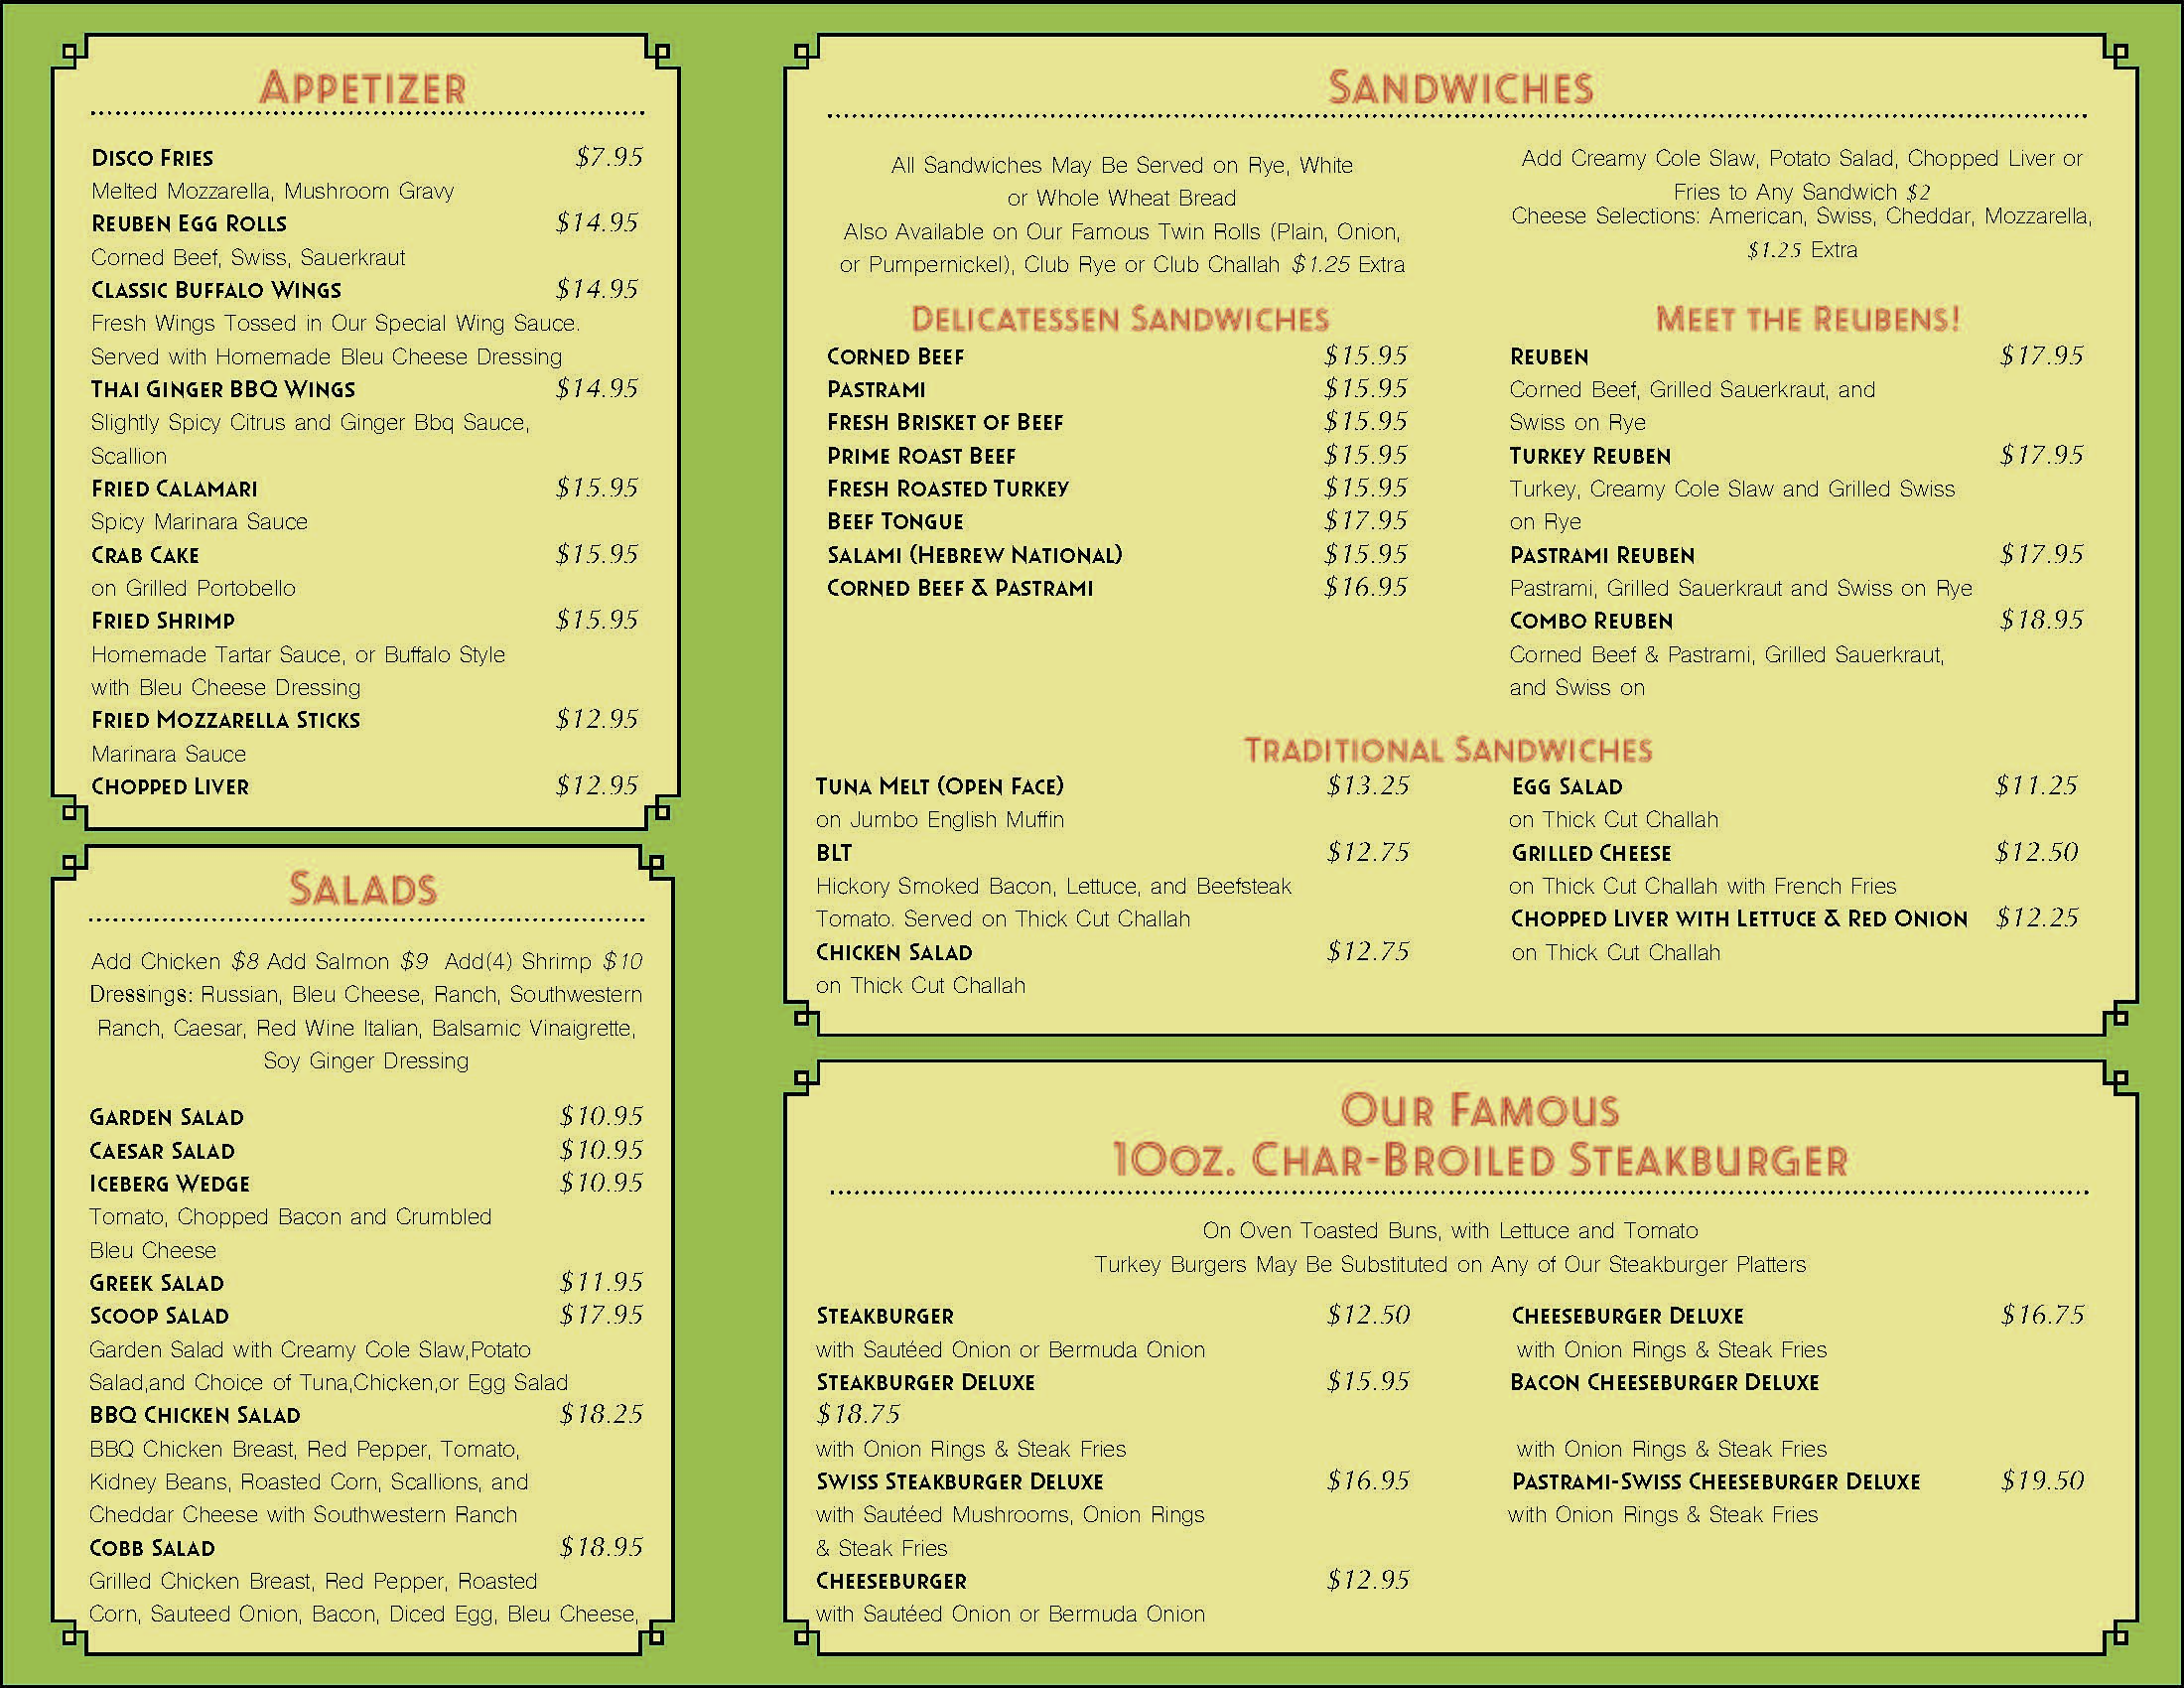 APPETIZER
DISCO FRIES $7.95
Melted Mozzarella, Mushroom Gravy
REUBEN EGG ROLLS $14.95
Corned Beef, Swiss, Sauerkraut
CLASSIC BUFFALO WINGS $14.95
Fresh Wings Tossed in Our Special Wing Sauce.
Served with Homemade Bleu Cheese Dressing
THAI GINGER BBQ WINGS $14.95
Slightly Spicy Citrus and Ginger Bbq Sauce,
Scallion
FRIED CALAMARI $15.95
Spicy Marinara Sauce
CRAB CAKE $15.95
on Grilled Portobello
FRIED SHRIMP $15.95
Homemade Tartar Sauce, or Buffalo Style
with Bleu Cheese Dressing
FRIED MOZZARELLA STICKS $12.95
Marinara Sauce
CHOPPED LIVER $12.95
SALADS
Add Chicken $8 Add Salmon $9 Add(4) Shrimp $10
Dressings: Russian, Bleu Cheese, Ranch, Southwestern
Ranch, Caesar, Red Wine Italian, Balsamic Vinaigrette,
Soy Ginger Dressing
GARDEN SALAD $10.95
CAESAR SALAD $10.95
ICEBERG WEDGE $10.95
Tomato, Chopped Bacon and Crumbled
Bleu Cheese
GREEK SALAD $11.95
SCOOP SALAD $17.95
Garden Salad with Creamy Cole Slaw,Potato
Salad,and Choice of Tuna,Chicken,or Egg Salad
BBQ CHICKEN SALAD $18.25
BBQ Chicken Breast, Red Pepper, Tomato,
Kidney Beans, Roasted Corn, Scallions, and
Cheddar Cheese with Southwestern Ranch
COBB SALAD $18.95
Grilled Chicken Breast, Red Pepper, Roasted
Corn, Sauteed Onion, Bacon, Diced Egg, Bleu Cheese,
SANDWICHES
All Sandwiches May Be Served on Rye, White
or Whole Wheat Bread
Also Available on Our Famous Twin Rolls (Plain, Onion,
or Pumpernickel), Club Rye or Club Challah $1.25 Extra
Add Creamy Cole Slaw, Potato Salad, Chopped Liver or
Fries to Any Sandwich $2
Cheese Selections: American, Swiss, Cheddar, Mozzarella,
$1.25 Extra
DELICATESSEN SANDWICHES
CORNED BEEF $15.95
PASTRAMI $15.95
FRESH BRISKET OF BEEF $15.95
PRIME ROAST BEEF $15.95
FRESH ROASTED TURKEY $15.95
BEEF TONGUE $17.95
SALAMI (HEBREW NATIONAL) $15.95
CORNED BEEF & PASTRAMI $16.95
MEET THE REUBENS!
REUBEN $17.95
Corned Beef, Grilled Sauerkraut, and
Swiss on Rye
TURKEY REUBEN $17.95
Turkey, Creamy Cole Slaw and Grilled Swiss
on Rye
PASTRAMI REUBEN $17.95
Pastrami, Grilled Sauerkraut and Swiss on Rye
COMBO REUBEN $18.95
Corned Beef & Pastrami, Grilled Sauerkraut,
and Swiss on
TRADITIONAL SANDWICHES
TUNA MELT (OPEN FACE) $13.25
on Jumbo English Muffin
BLT $12.75
Hickory Smoked Bacon, Lettuce, and Beefsteak
Tomato. Served on Thick Cut Challah
CHICKEN SALAD $12.75
on Thick Cut Challah
EGG SALAD $11.25
on Thick Cut Challah
GRILLED CHEESE $12.50
on Thick Cut Challah with French Fries
CHOPPED LIVER WITH LETTUCE & RED ONION $12.25
on Thick Cut Challah
OUR FAMOUS
10OZ. CHAR-BROILED STEAKBURGER
On Oven Toasted Buns, with Lettuce and Tomato
Turkey Burgers May Be Substituted on Any of Our Steakburger Platters
STEAKBURGER $12.50
with Sautéed Onion or Bermuda Onion
STEAKBURGER DELUXE $15.95
$18.75
with Onion Rings & Steak Fries
SWISS STEAKBURGER DELUXE $16.95
with Sautéed Mushrooms, Onion Rings
& Steak Fries
CHEESEBURGER $12.95
with Sautéed Onion or Bermuda Onion
CHEESEBURGER DELUXE $16.75
with Onion Rings & Steak Fries
BACON CHEESEBURGER DELUXE
with Onion Rings & Steak Fries
PASTRAMI-SWISS CHEESEBURGER DELUXE $19.50
with Onion Rings & Steak Fries